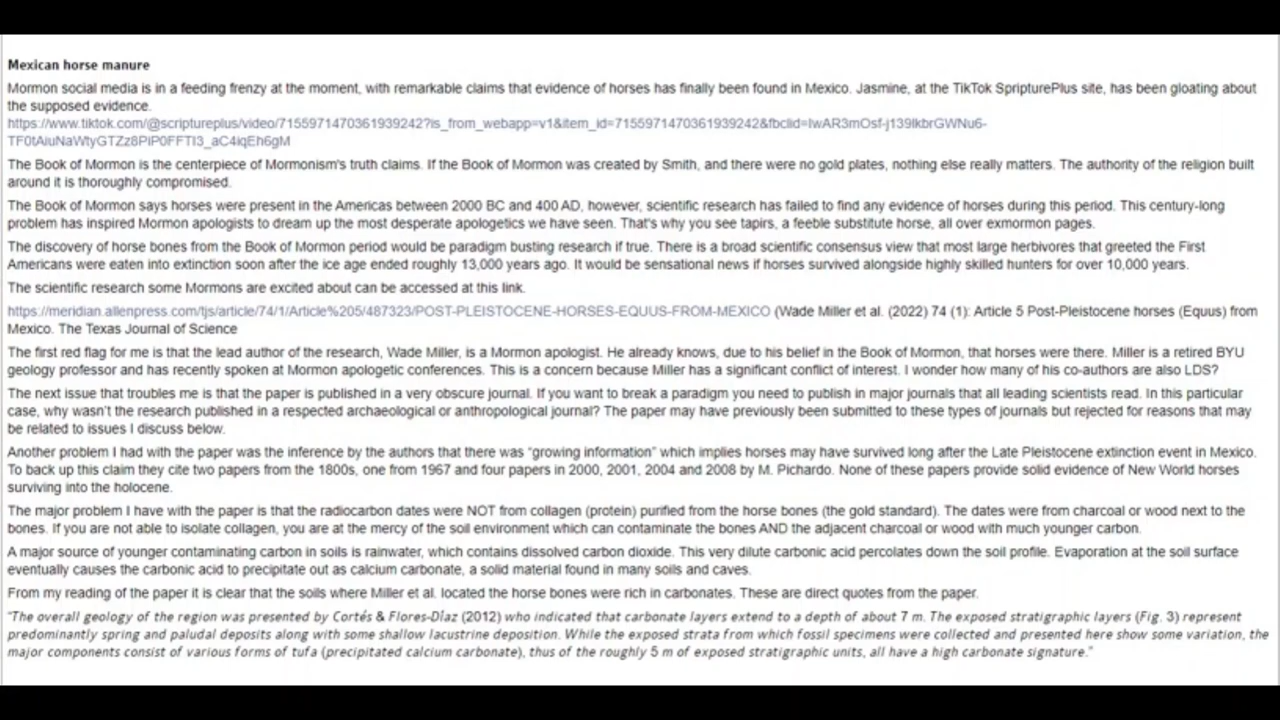 Mexican horse manure
Mormon social media is in a feeding frenzy at the moment, with remarkable claims that evidence of horses has finally been found in Mexico. Jasmine, at the TikTok SpripturePlus site, has been gloating about
the supposed evidence.
https://www.tiktok.com/@scriptureplus/video/7155971470361939242?is_from_webapp=v1&item_id=7155971470361939242&fbclid=IwAR3mOsf-j139IkbrGWNu6-
TF0tAiuNaWtyGTZz8PlP0FFTI3_aC4iqEh6gM
The Book of Mormon is the centerpiece of Mormonism's truth claims. If the Book of Mormon was created by Smith, and there were no gold plates, nothing else really matters. The authority of the religion built
around it is thoroughly compromised.
The Book of Mormon says horses were present in the Americas between 2000 BC and 400 AD, however, scientific research has failed to find any evidence of horses during this period. This century-long
problem has inspired Mormon apologists to dream up the most desperate apologetics we have seen. That's why you see tapirs, a feeble substitute horse, all over exmormon pages.
The discovery of horse bones from the Book of Mormon period would be paradigm busting research if true. There is a broad scientific consensus view that most large herbivores that greeted the First
Americans were eaten into extinction soon after the ice age ended roughly 13,000 years ago. It would be sensational news if horses survived alongside highly skilled hunters for over 10,000 years.
The scientific research some Mormons are excited about can be accessed at this link.
https://meridian.allenpress.com/tjs/article/74/1/Article%205/487323/POST-PLEISTOCENE-HORSES-EQUUS-FROM-MEXICO (Wade Miller et al. (2022) 74 (1): Article 5 Post-Pleistocene horses (Equus) from
Mexico. The Texas Journal of Science
The first red flag for me is that the lead author of the research, Wade Miller, is a Mormon apologist. He already knows, due to his belief in the Book of Mormon, that horses were there. Miller is a retired BYU
geology professor and has recently spoken at Mormon apologetic conferences. This is a concern because Miller has a significant conflict of interest. I wonder how many of his co-authors are also LDS?
The next issue that troubles me is that the paper is published in a very obscure journal. If you want to break a paradigm you need to publish in major journals that all leading scientists read. In this particular
case, why wasn't the research published in a respected archaeological or anthropological journal? The paper may have previously been submitted to these types of journals but rejected for reasons that may
be related to issues I discuss below.
Another problem I had with the paper was the inference by the authors that there was "growing information" which implies horses may have survived long after the Late Pleistocene extinction event in Mexico.
To back up this claim they cite two papers from the 1800s, one from 1967 and four papers in 2000, 2001, 2004 and 2008 by M. Pichardo. None of these papers provide solid evidence of New World horses
surviving into the holocene.
The major problem I have with the paper is that the radiocarbon dates were NOT from collagen (protein) purified from the horse bones (the gold standard). The dates were from charcoal or wood next to the
bones. If you are not able to isolate collagen, you are at the mercy of the soil environment which can contaminate the bones AND the adjacent charcoal or wood with much younger carbon.
A major source of younger contaminating carbon in soils is rainwater, which contains dissolved carbon dioxide. This very dilute carbonic acid percolates down the soil profile. Evaporation at the soil surface
eventually causes the carbonic acid to precipitate out as calcium carbonate, a solid material found in many soils and caves.
From my reading of the paper it is clear that the soils where Miller et al. located the horse bones were rich in carbonates. These are direct quotes from the paper.
"The overall geology of the region was presented by Cortés & Flores-Díaz (2012) who indicated that carbonate layers extend to a depth of about 7 m. The exposed stratigraphic layers (Fig. 3) represent
predominantly spring and paludal deposits along with some shallow lacustrine deposition. While the exposed strata from which fossil specimens were collected and presented here show some variation, the
major components consist of various forms of tufa (precipitated calcium carbonate), thus of the roughly 5 m of exposed stratigraphic units, all have a high carbonate signature."